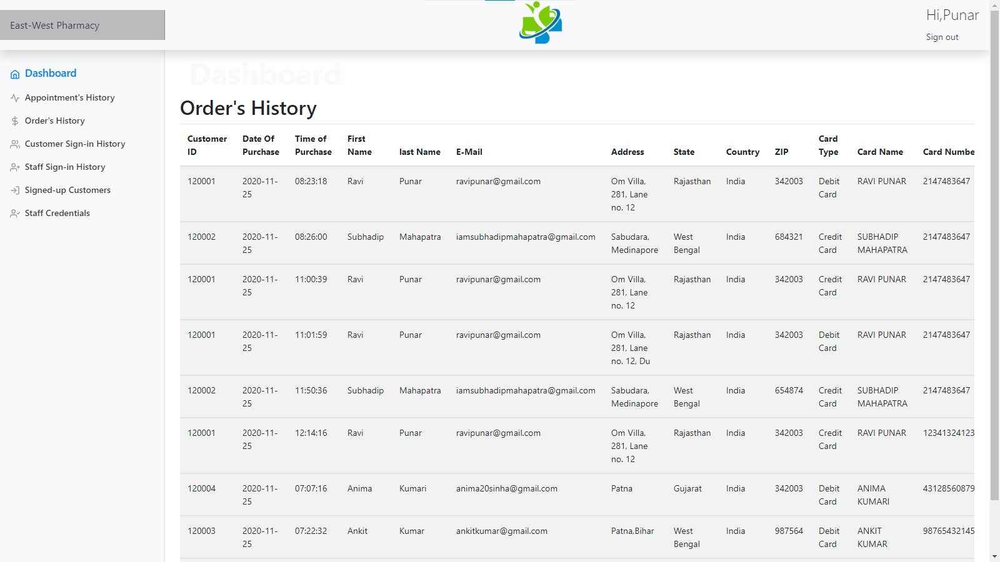 East-West Pharmacy
Hi,Punar
Sign out
Dashboard
Appointment's History
Order's History
Customer Sign-in History
Staff Sign-in History
Signed-up Customers
Staff Credentials
Dashboard
Order's History
Customer ID Date Of Purchase Time of Purchase First Name last Name E-Mail Address State Country ZIP Card Type Card Name Card Numbe
120001 2020-11-25 08:23:18 Ravi Punar ravipunar@gmail.com Om Villa, 281, Lane no. 12 Rajasthan India 342003 Debit Card RAVI PUNAR 2147483647
120002 2020-11-25 08:26:00 Subhadip Mahapatra iamsubhadipmahapatra@gmail.com Sabudara, Medinapore West Bengal India 684321 Credit Card SUBHADIP MAHAPATRA 2147483647
120001 2020-11-25 11:00:39 Ravi Punar ravipunar@gmail.com Om Villa, 281, Lane no. 12 Rajasthan India 342003 Credit Card RAVI PUNAR 2147483647
120001 2020-11-25 11:01:59 Ravi Punar ravipunar@gmail.com Om Villa, 281, Lane no. 12, Du Rajasthan India 342003 Debit Card RAVI PUNAR 2147483647
120002 2020-11-25 11:50:36 Subhadip Mahapatra iamsubhadipmahapatra@gmail.com Sabudara, Medinapore West Bengal India 654874 Credit Card SUBHADIP MAHAPATRA 2147483647
120001 2020-11-25 12:14:16 Ravi Punar ravipunar@gmail.com Om Villa, 281, Lane no. 12 Rajasthan India 342003 Credit Card RAVI PUNAR 12341324123
120004 2020-11-25 07:07:16 Anima Kumari anima20sinha@gmail.com Patna Gujarat India 342003 Debit Card ANIMA KUMARI 43128560879
120003 2020-11-25 07:22:32 Ankit Kumar ankitkumar@gmail.com Patna,Bihar West Bengal India 987564 Debit Card ANKIT KUMAR 98765432145